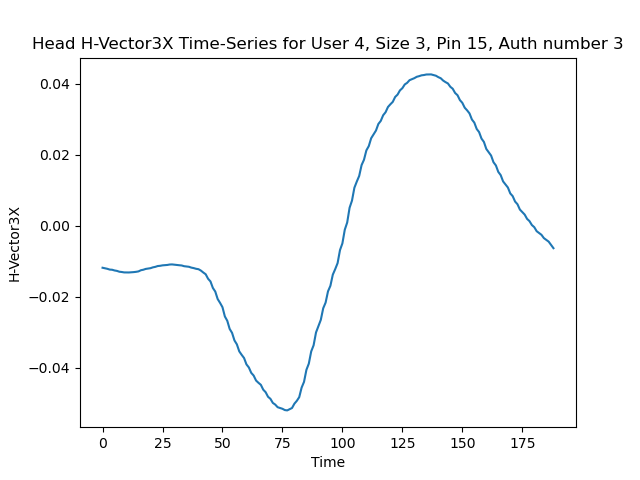 Head H-Vector3X Time-Series for User 4, Size 3, Pin 15, Auth number 3
0.04
0.02
0.00
−0.02
−0.04
H-Vector3X
0 25 50 75 100 125 150 175
Time